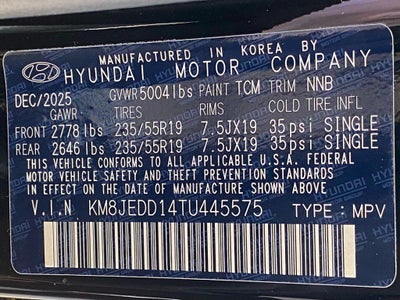 MANUFACTURED IN KOREA BY
HYUNDAI MOTOR COMPANY
DEC/2025 GVWR 5004 lbs PAINT TCM TRIM NNB
GAWR TIRES RIMS COLD TIRE INFL
FRONT 2778 lbs 235/55R19 7.5JX19 35psi SINGLE
REAR 2646 lbs 235/55R19 7.5JX19 35psi SINGLE
THIS VEHICLE CONFORMS TO ALL APPLICABLE U.S.A. FEDERAL
MOTOR VEHICLE SAFETY AND THEFT PREVENTION STANDARDS
IN EFFECT ON THE DATE OF MANUFACTURE SHOWN ABOVE
V.I.N KM8JEDD14TU445575 TYPE : MPV